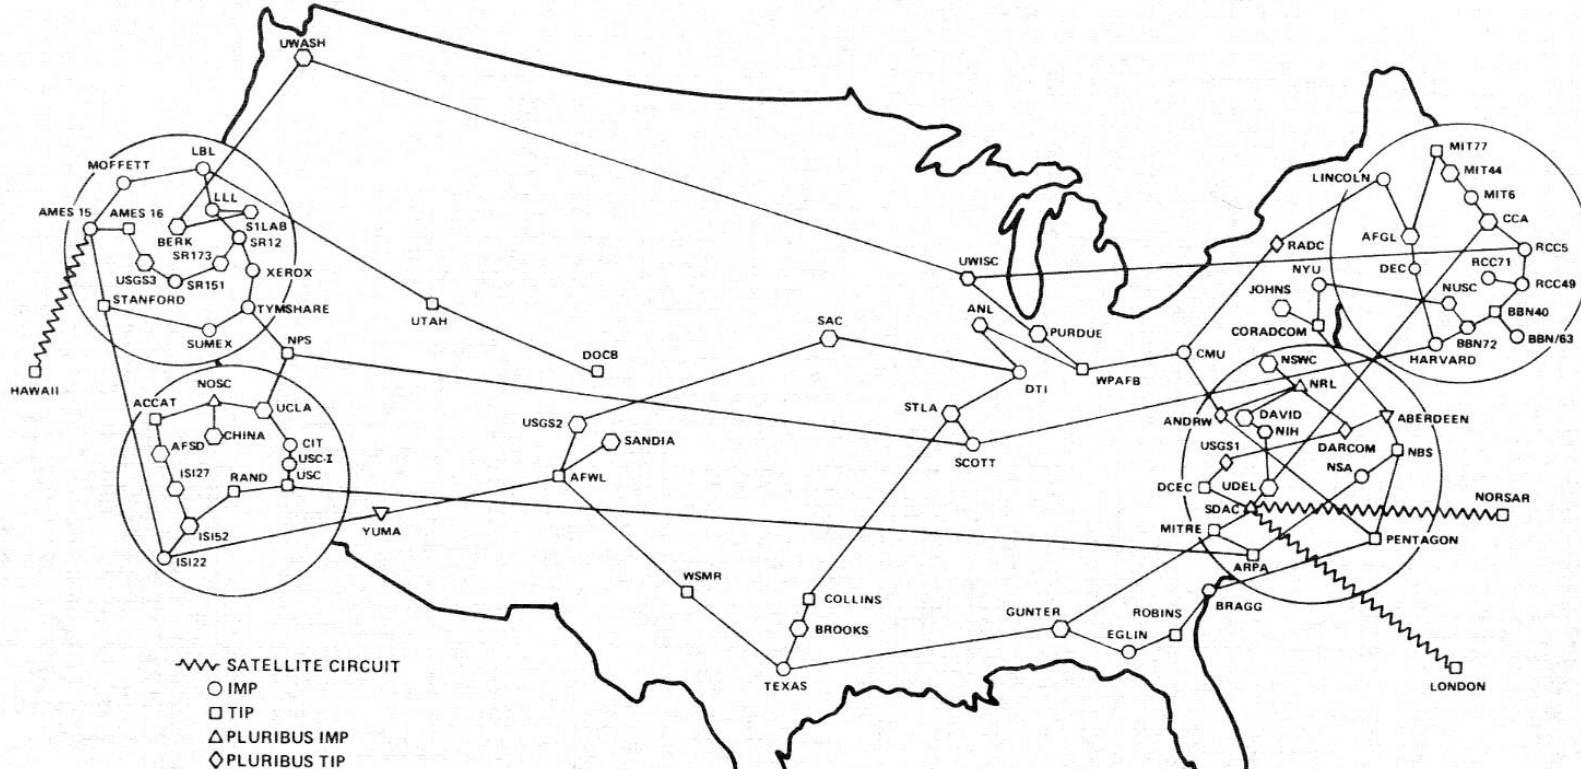 UWASH
MOFFETT
LBL
LLL
AMES 15
AMES 16
S1LAB
BERK
SR12
SR173
USGS3
SR151
XEROX
STANFORD
TYMSHARE
SUMEX
HAWAII
NPS
UTAH
DOCB
NOSC
ACCAT
UCLA
CHINA
AFSD
CIT
USC-I
ISI27
RAND
USC
ISI52
ISI22
YUMA
SAC
USGS2
SANDIA
AFWL
WSMR
UWISC
ANL
PURDUE
DTI
WPAFB
STLA
SCOTT
COLLINS
BROOKS
TEXAS
GUNTER
EGLIN
ROBINS
BRAGG
CMU
LINCOLN
RADC
NYU
JOHNS
CORADCOM
MIT77
MIT44
MIT6
CCA
AFGL
RCC5
DEC
RCC71
RCC49
NUSC
BBN40
HARVARD
BBN72
BBN/63
NSWC
NRL
ANDRW
DAVID
ABERDEEN
NIH
DARCOM
USGS1
NBS
NSA
DCEC
UDEL
SDAC
NORSAR
MITRE
PENTAGON
ARPA
LONDON
SATELLITE CIRCUIT
IMP
TIP
PLURIBUS IMP
PLURIBUS TIP